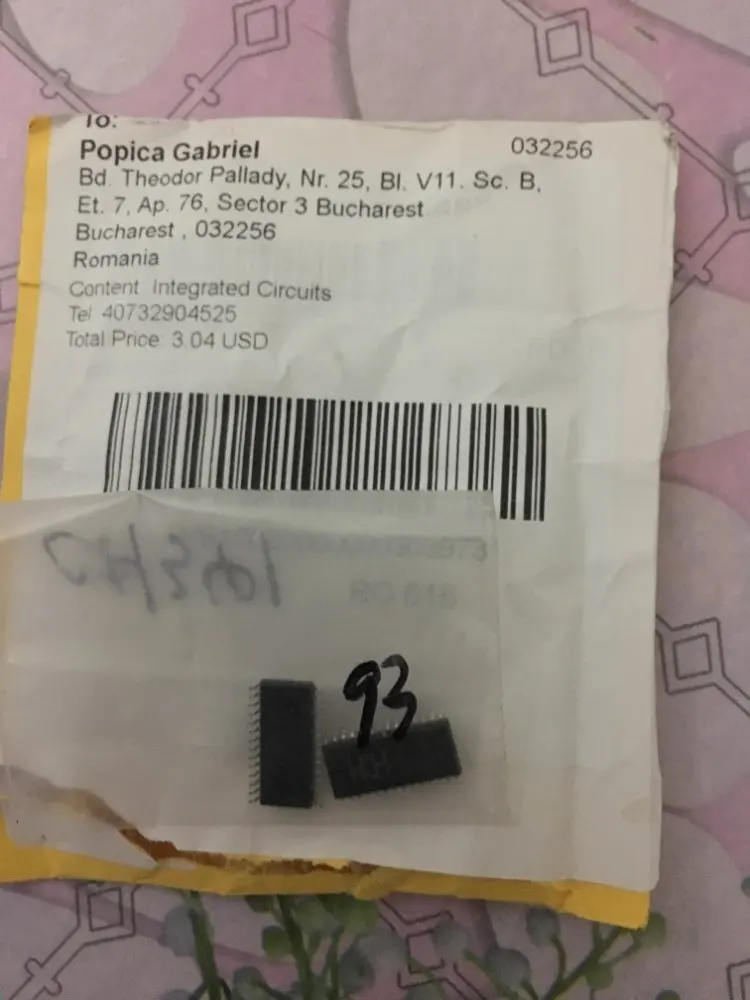 To:
Popica Gabriel 032256
Bd. Theodor Pallady, Nr. 25, Bl. V11. Sc. B,
Et. 7, Ap. 76, Sector 3 Bucharest
Bucharest , 032256
Romania
Content Integrated Circuits
Tel 40732904525
Total Price: 3.04 USD
93